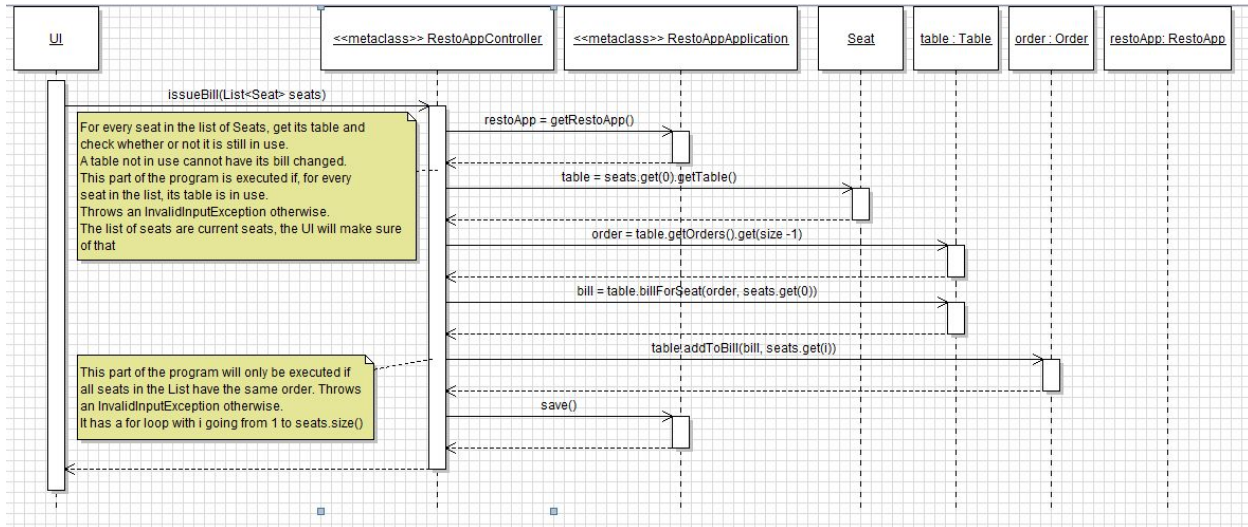 UI
<<metaclass>> RestoAppController
<<metaclass>> RestoAppApplication
Seat
table : Table
order : Order
restoApp: RestoApp
issueBill(List<Seat> seats)
For every seat in the list of Seats, get its table and
check whether or not it is still in use.
A table not in use cannot have its bill changed.
This part of the program is executed if, for every
seat in the list, its table is in use.
Throws an InvalidInputException otherwise.
The list of seats are current seats, the UI will make sure
of that
restoApp = getRestoApp()
table = seats.get(0).getTable()
order = table.getOrders().get(size -1)
bill = table.billForSeat(order, seats.get(0))
table.addToBill(bill, seats.get(i))
This part of the program will only be executed if
all seats in the List have the same order. Throws
an InvalidInputException otherwise.
It has a for loop with i going from 1 to seats.size()
save()